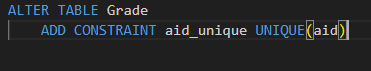 ALTER TABLE Grade
    ADD CONSTRAINT aid_unique UNIQUE(aid)